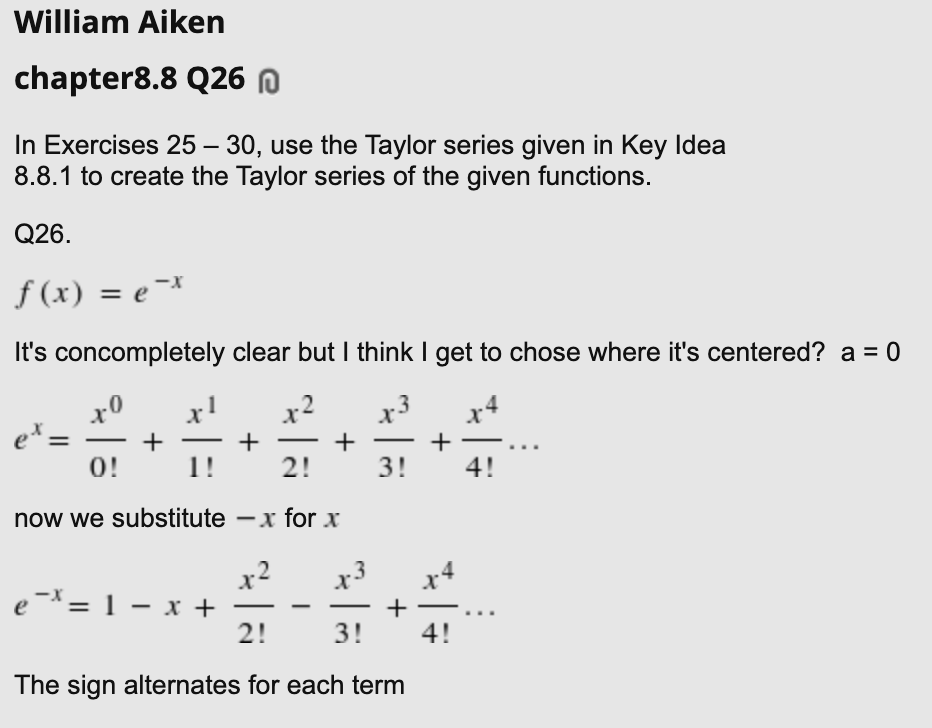 William Aiken
chapter8.8 Q26
In Exercises 25 – 30, use the Taylor series given in Key Idea
8.8.1 to create the Taylor series of the given functions.
Q26.
f(x) = e^{-x}
It's concompletely clear but I think I get to chose where it's centered?  a = 0
e^x = \frac{x^0}{0!} + \frac{x^1}{1!} + \frac{x^2}{2!} + \frac{x^3}{3!} + \frac{x^4}{4!}...
now we substitute −x for x
e^{-x} = 1 − x + \frac{x^2}{2!} − \frac{x^3}{3!} + \frac{x^4}{4!}...
The sign alternates for each term